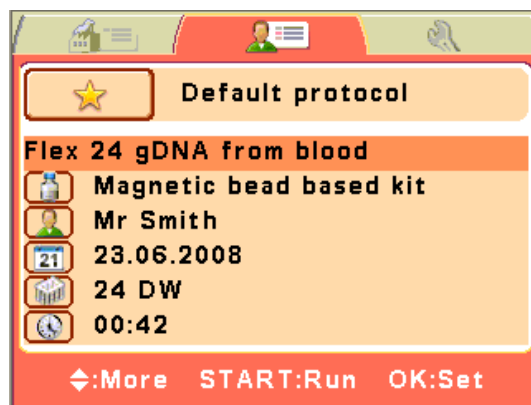 Default protocol
Flex 24 gDNA from blood
Magnetic bead based kit
Mr Smith
21 23.06.2008
24 DW
00:42
:More START:Run OK:Set